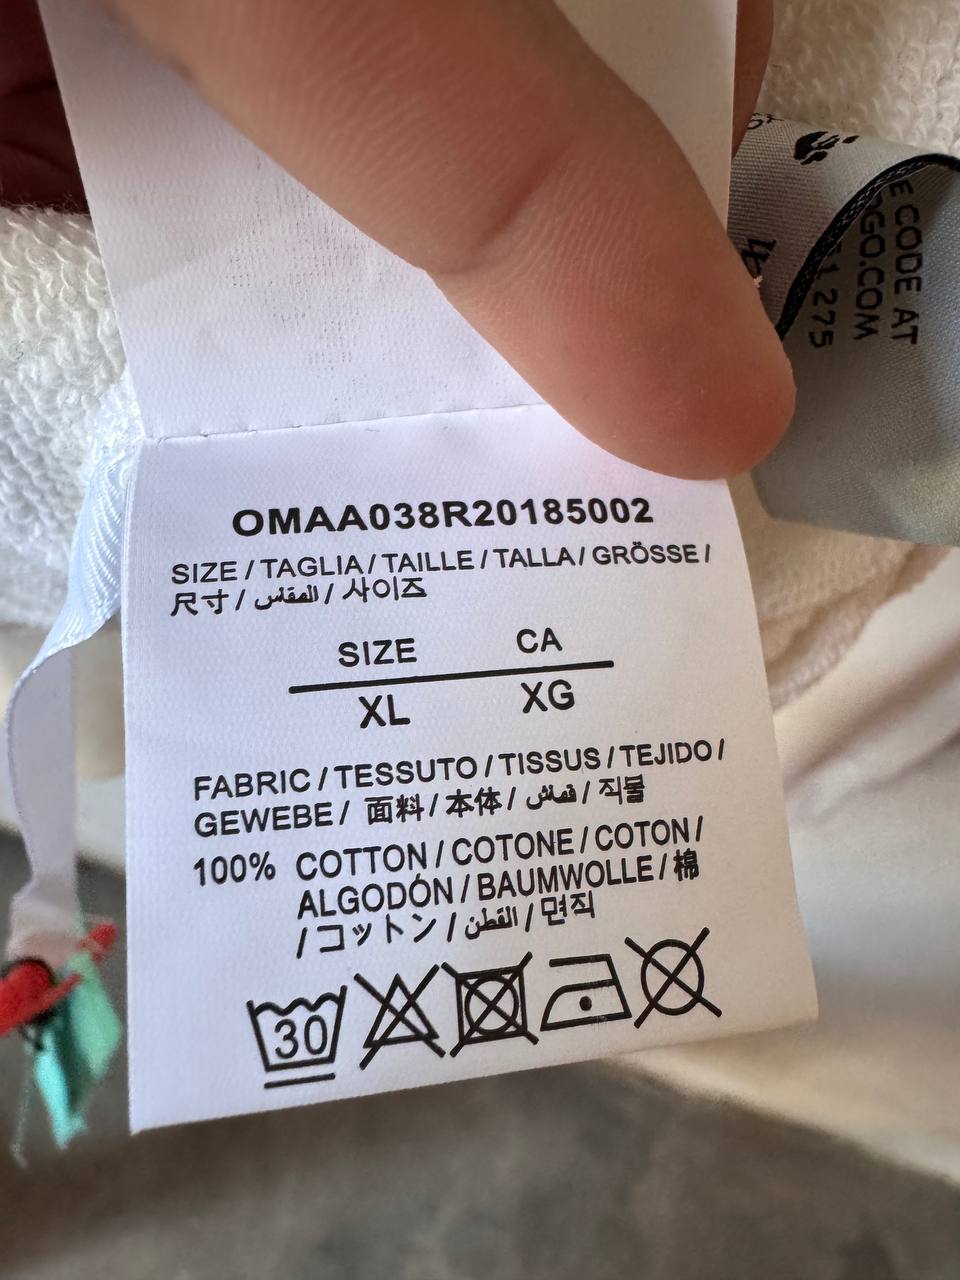 OMAA038R20185002
SIZE / TAGLIA / TAILLE / TALLA / GRÖSSE /
尺寸 / المقاس / 사이즈
SIZE CA
XL XG
FABRIC / TESSUTO / TISSUS / TEJIDO /
GEWEBE / 面料 / 本体 / قماش / 직물
100% COTTON / COTONE / COTON /
ALGODÓN / BAUMWOLLE / 棉
/ コットン / القطن / 면직
30
CODE AT
GO.COM
1 275